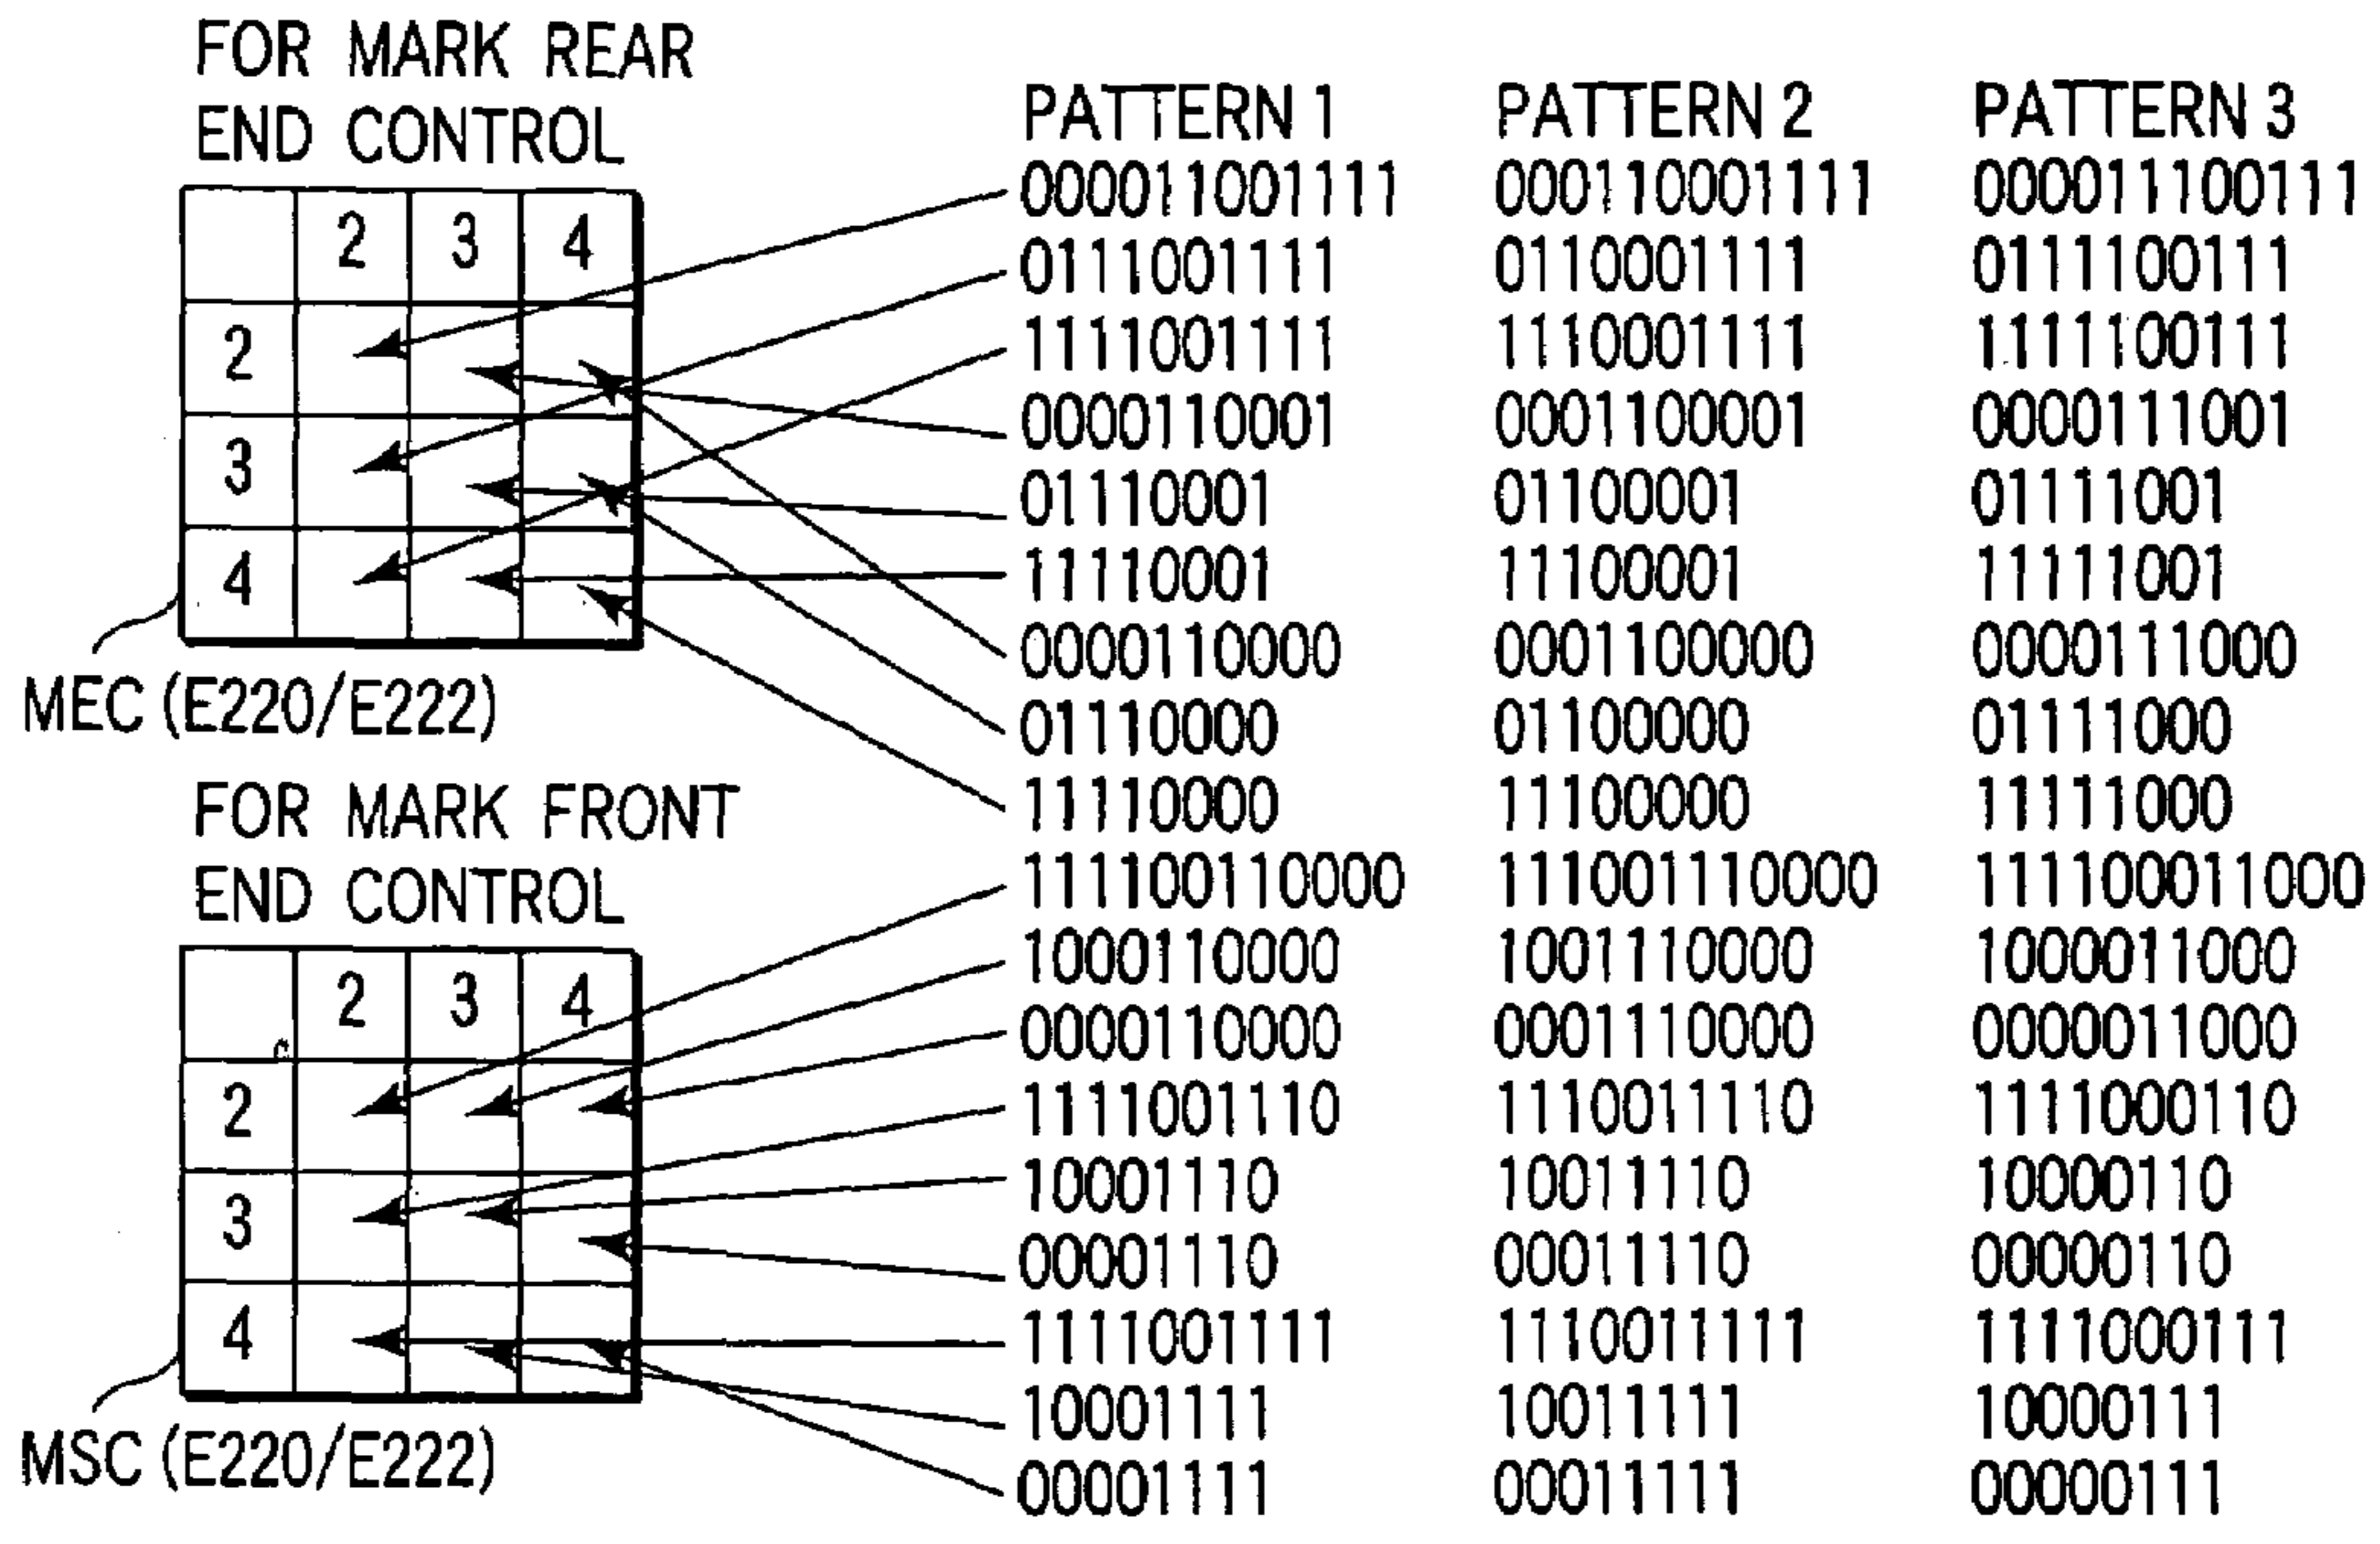 FOR MARK REAR
END CONTROL
2 3 4
2
3
4
MEC (E220/E222)
FOR MARK FRONT
END CONTROL
2 3 4
2
3
4
MSC (E220/E222)
PATTERN 1 PATTERN 2 PATTERN 3
000011001111 000110001111 000011100111
0111001111 0110001111 0111100111
1111001111 1110001111 1111100111
0000110001 0001100001 0000111001
01110001 01100001 01111001
11110001 11100001 11111001
0000110000 0001100000 0000111000
01110000 01100000 01111000
11110000 11100000 11111000
111100110000 111001110000 111100011000
1000110000 1001110000 1000011000
0000110000 0001110000 0000011000
1111001110 1110011110 1111000110
10001110 10011110 10000110
00001110 00011110 00000110
1111001111 1110011111 1111000111
10001111 10011111 10000111
00001111 00011111 00000111